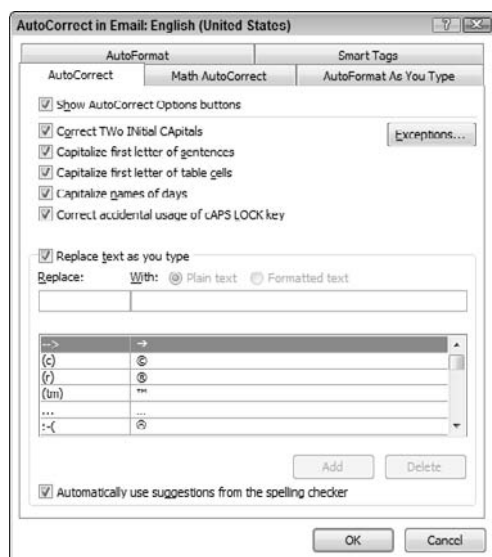 AutoCorrect in Email: English (United States)
AutoFormat Smart Tags
AutoCorrect Math AutoCorrect AutoFormat As You Type
Show AutoCorrect Options buttons
Correct TWo INitial CApitals Exceptions...
Capitalize first letter of sentences
Capitalize first letter of table cells
Capitalize names of days
Correct accidental usage of cAPS LOCK key
Replace text as you type
Replace: With: Plain text Formatted text
--> →
(c) ©
(r) ®
(tm) ™
... ...
:-( ☹
Add Delete
Automatically use suggestions from the spelling checker
OK Cancel